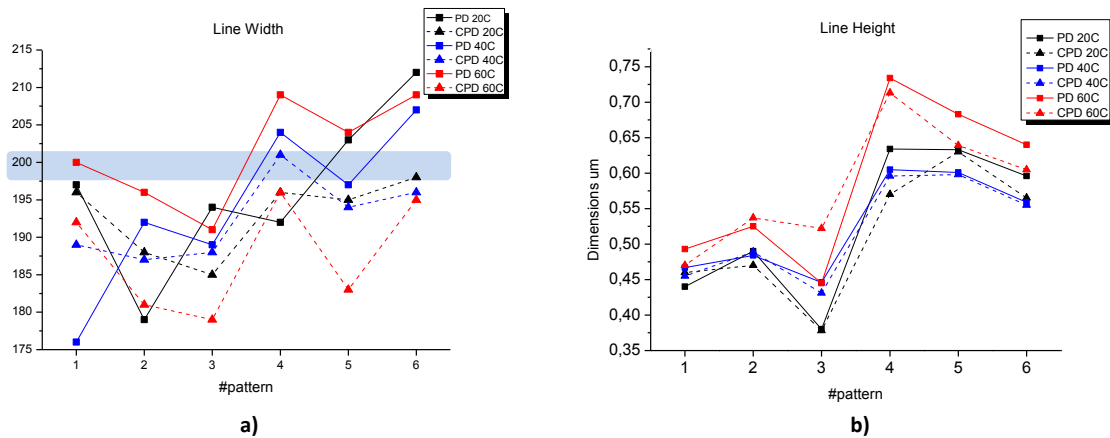 Line Width
PD 20C
CPD 20C
PD 40C
CPD 40C
PD 60C
CPD 60C
215
210
205
200
195
190
185
180
175
1 2 3 4 5 6
#pattern
a)
Line Height
PD 20C
CPD 20C
PD 40C
CPD 40C
PD 60C
CPD 60C
Dimensions um
0,75
0,70
0,65
0,60
0,55
0,50
0,45
0,40
0,35
1 2 3 4 5 6
#pattern
b)